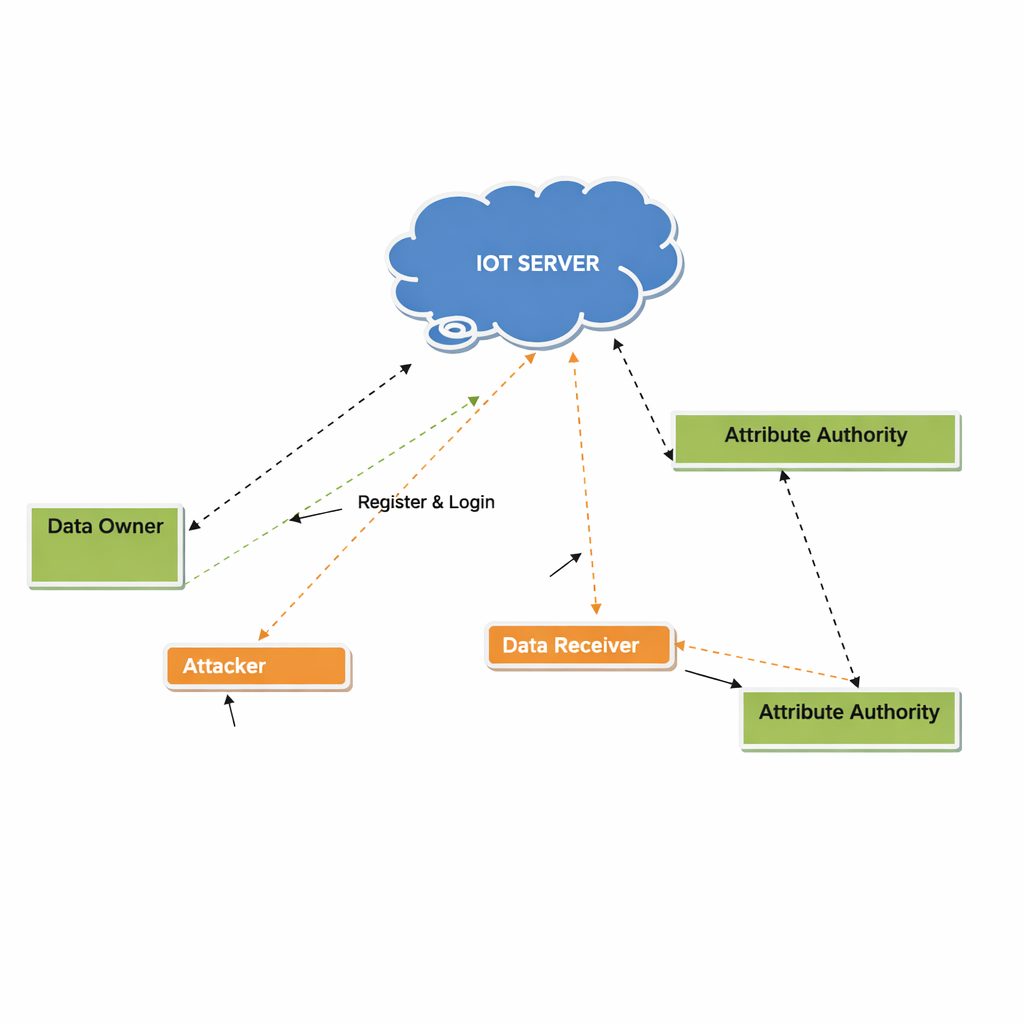 IOT SERVER
Attribute Authority
Register & Login
Data Owner
Data Receiver
Attacker
Attribute Authority